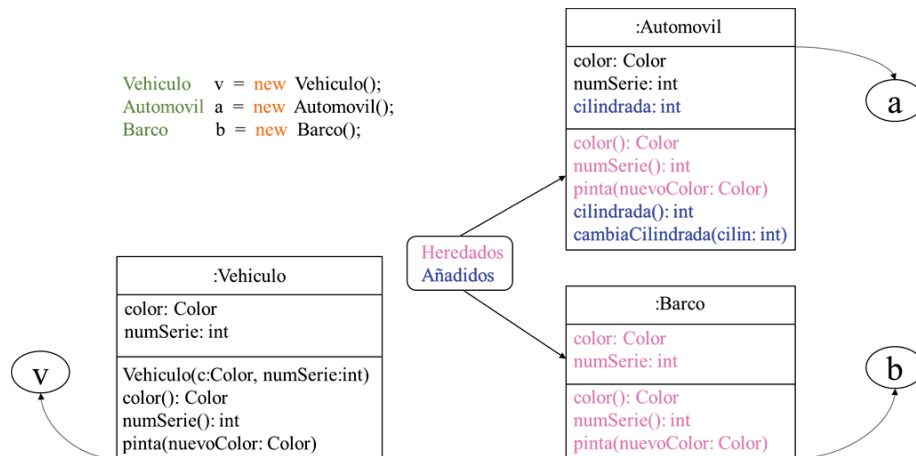 Vehiculo v = new Vehiculo();
Automovil a = new Automovil();
Barco b = new Barco();
:Automovil
color: Color
numSerie: int
cilindrada: int
color(): Color
numSerie(): int
pinta(nuevoColor: Color)
cilindrada(): int
cambiaCilindrada(cilin: int)
a
Heredados
Añadidos
:Vehiculo
color: Color
numSerie: int
Vehiculo(c:Color, numSerie:int)
color(): Color
numSerie(): int
pinta(nuevoColor: Color)
v
:Barco
color: Color
numSerie: int
color(): Color
numSerie(): int
pinta(nuevoColor: Color)
b